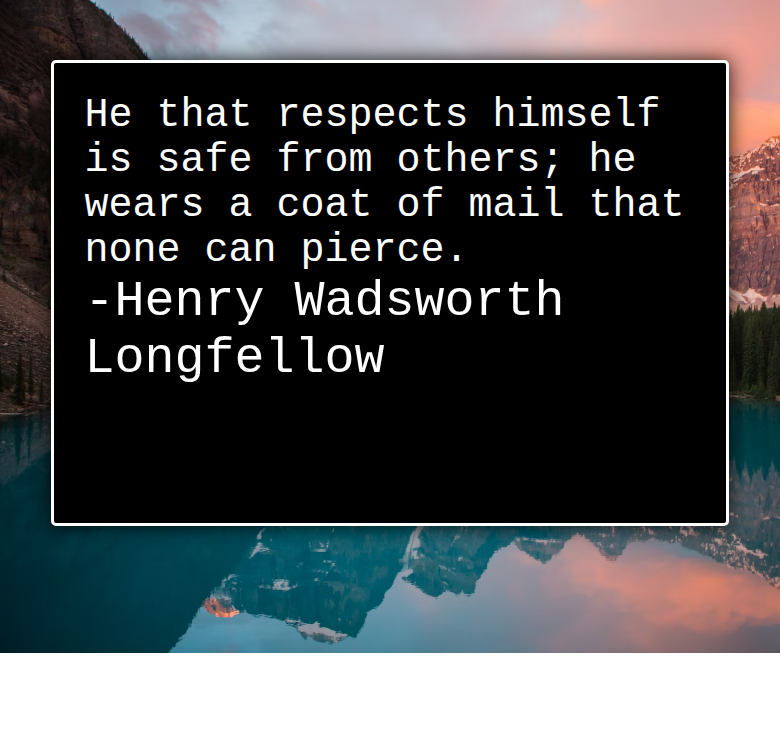 He that respects himself
is safe from others; he
wears a coat of mail that
none can pierce.
-Henry Wadsworth
Longfellow